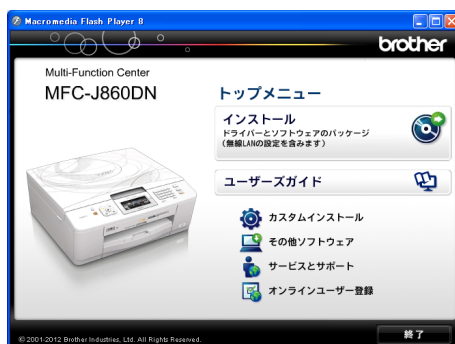 Macromedia Flash Player 8
brother
Multi-Function Center
MFC-J860DN
トップメニュー
インストール
ドライバーとソフトウェアのパッケージ
(無線LANの設定を含みます)
ユーザーズガイド
カスタムインストール
その他ソフトウェア
サービスとサポート
オンラインユーザー登録
© 2001-2012 Brother Industries, Ltd. All Rights Reserved.
終了